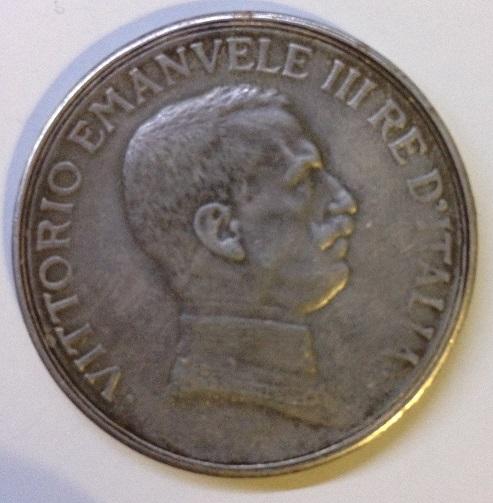 · VITTORIO EMANVELE III RE D'ITALIA ·